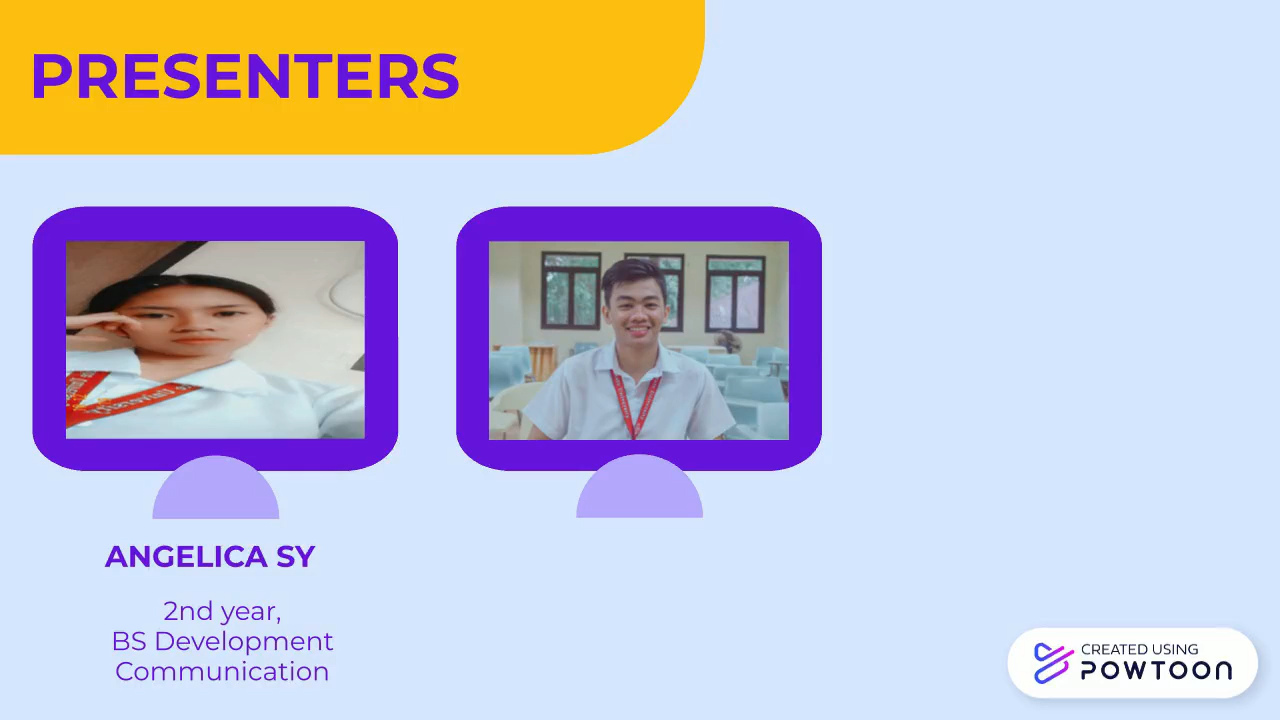 PRESENTERS
ANGELICA SY
2nd year,
BS Development
Communication
CREATED USING
POWTOON